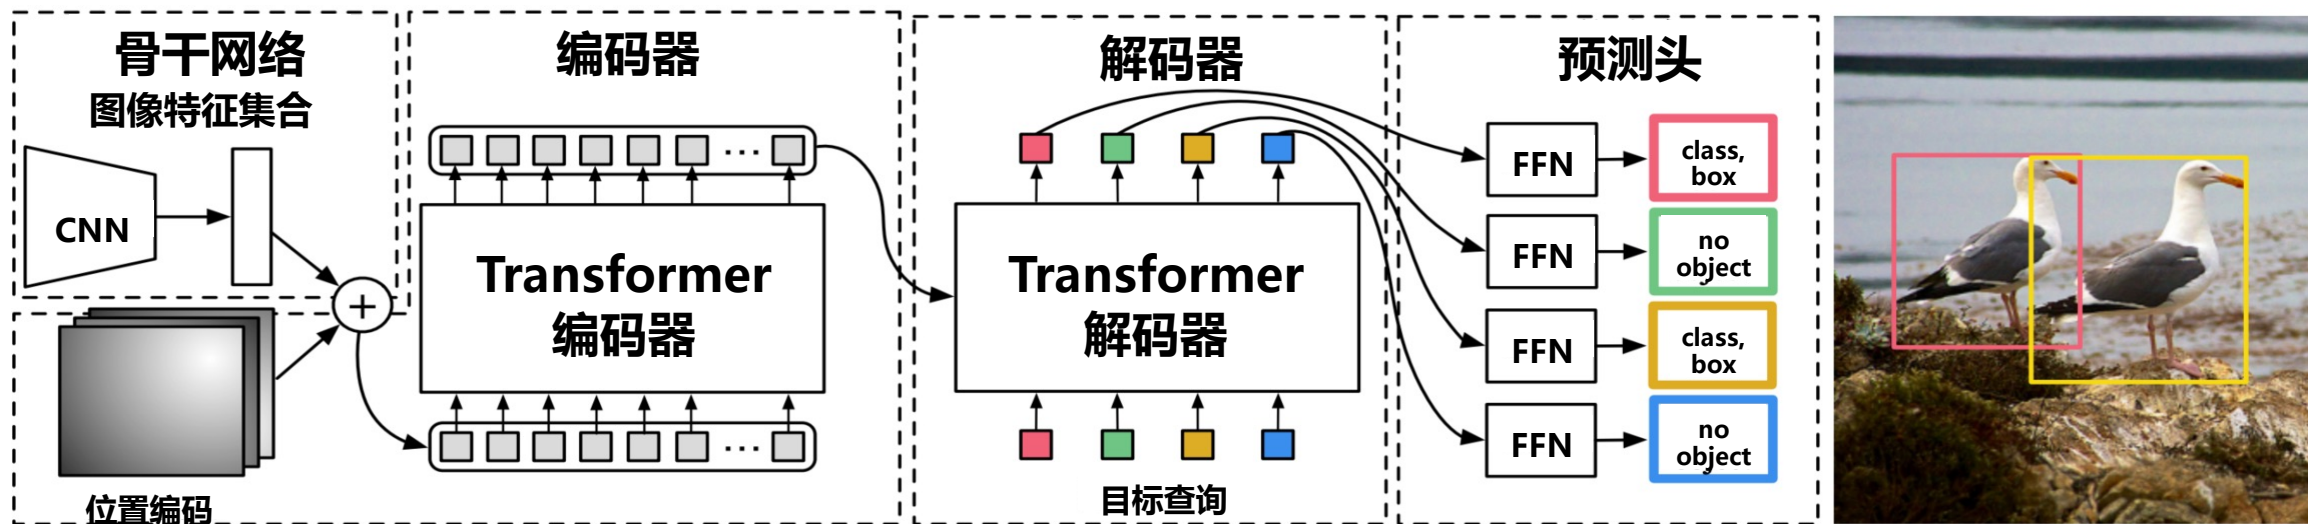 骨干网络
图像特征集合
CNN
位置编码
编码器
Transformer
编码器
解码器
Transformer
解码器
目标查询
预测头
FFN
class,
box
FFN
no
object
FFN
class,
box
FFN
no
object